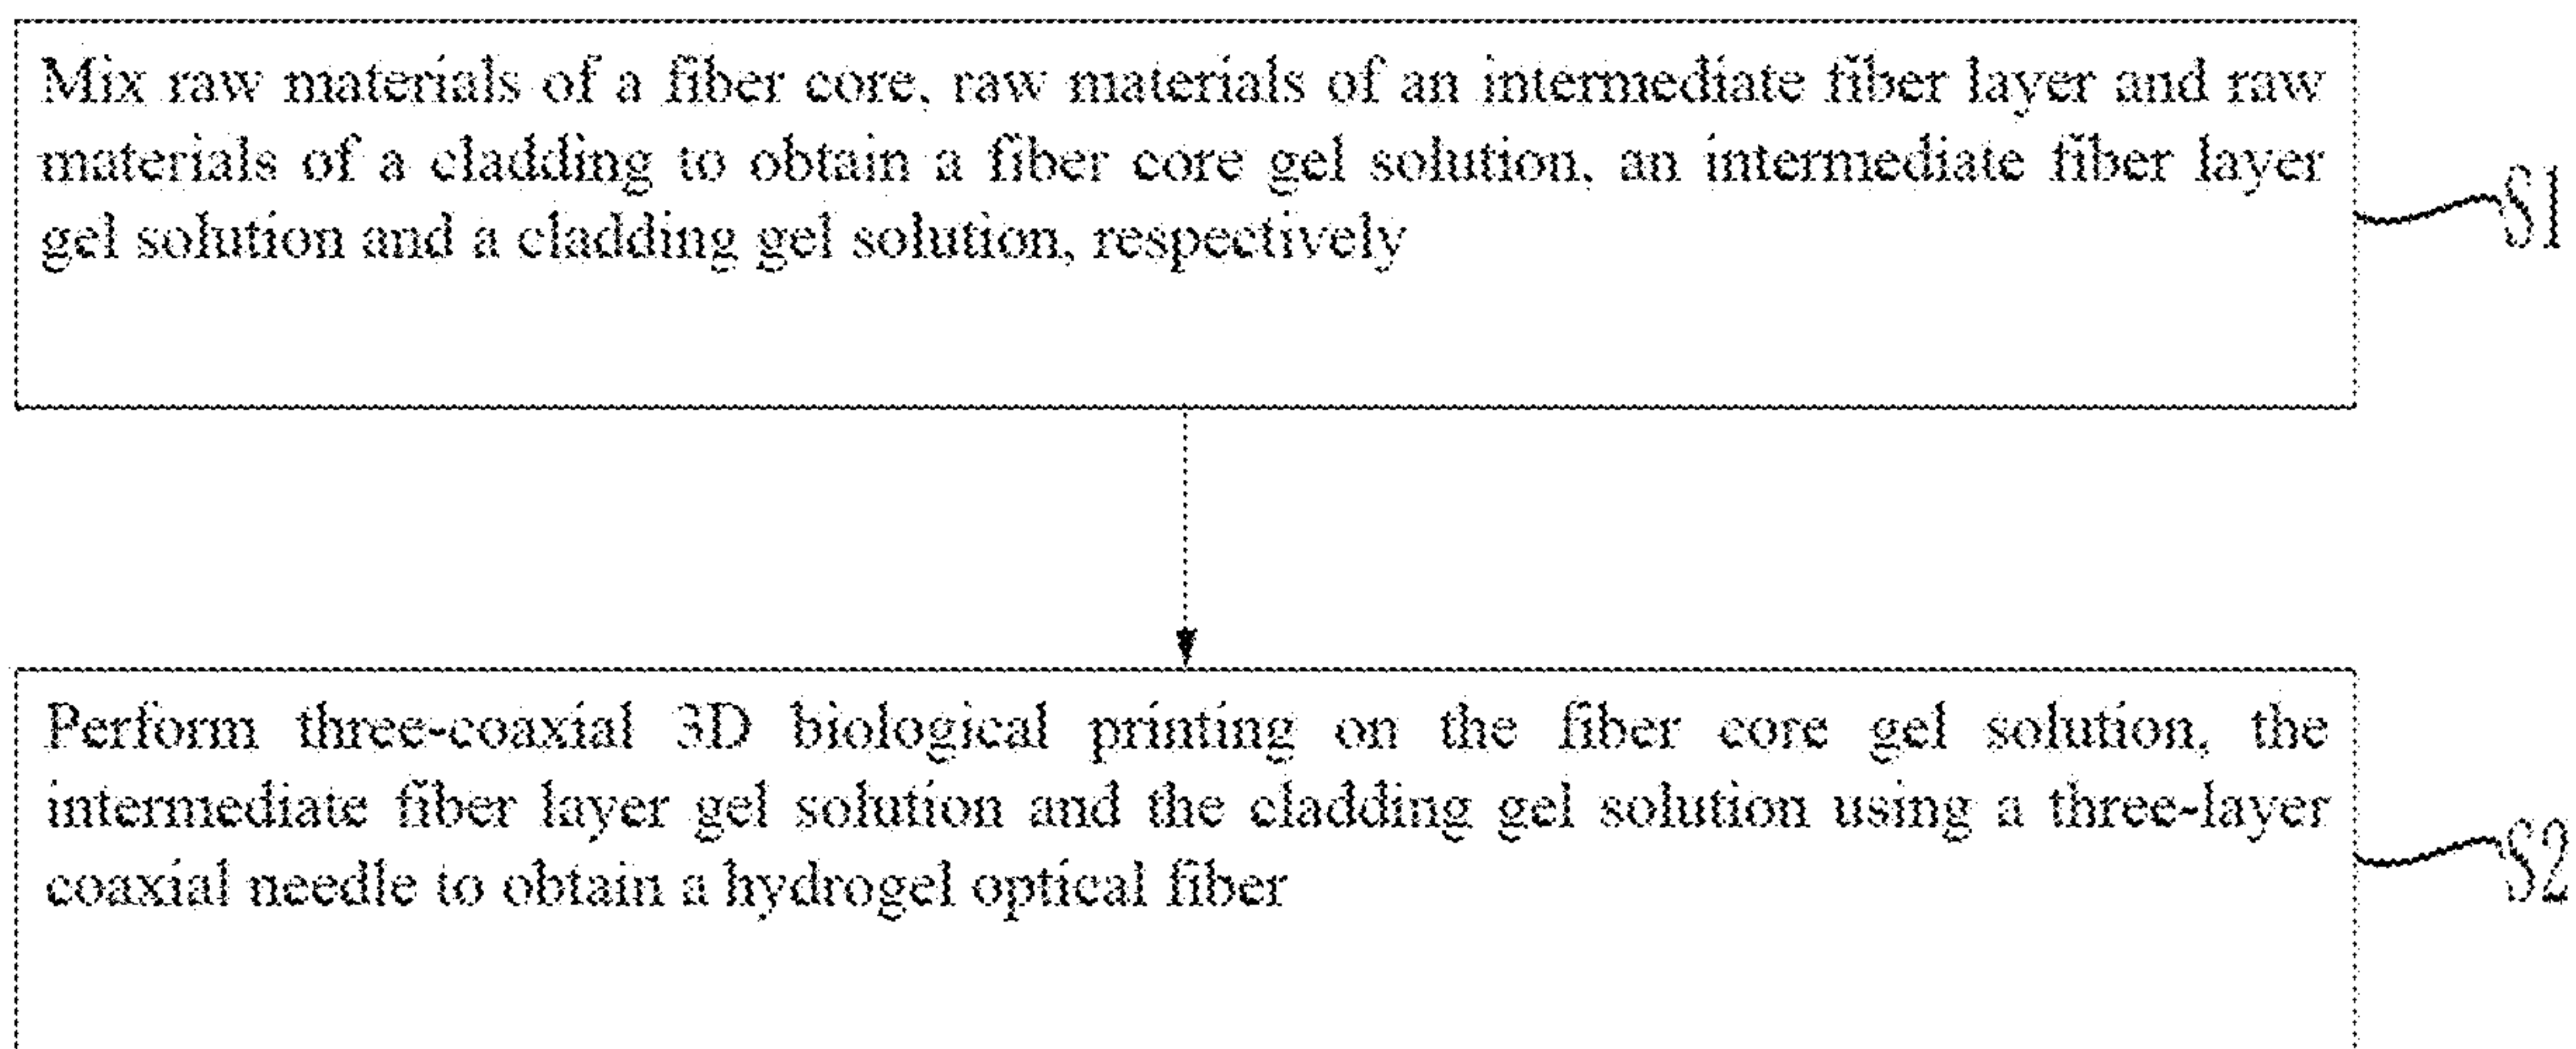 Mix raw materials of a fiber core, raw materials of an intermediate fiber layer and raw
materials of a cladding to obtain a fiber core gel solution, an intermediate fiber layer
gel solution and a cladding gel solution, respectively
S1
Perform three-coaxial 3D biological printing on the fiber core gel solution, the
intermediate fiber layer gel solution and the cladding gel solution using a three-layer
coaxial needle to obtain a hydrogel optical fiber
S2